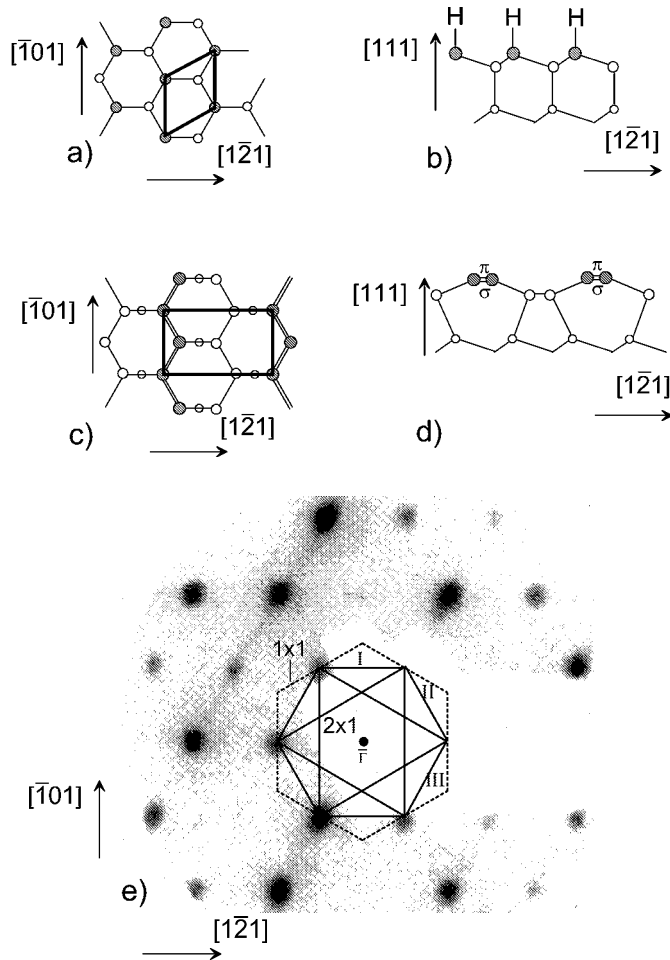 H H H
[1̄01]
[111]
[12̄1]
a)
b)
[12̄1]
π π
σ σ
[1̄01]
[111]
[12̄1]
c)
d)
[12̄1]
1x1
I
II
2x1
Γ̄
III
[1̄01]
e)
[12̄1]